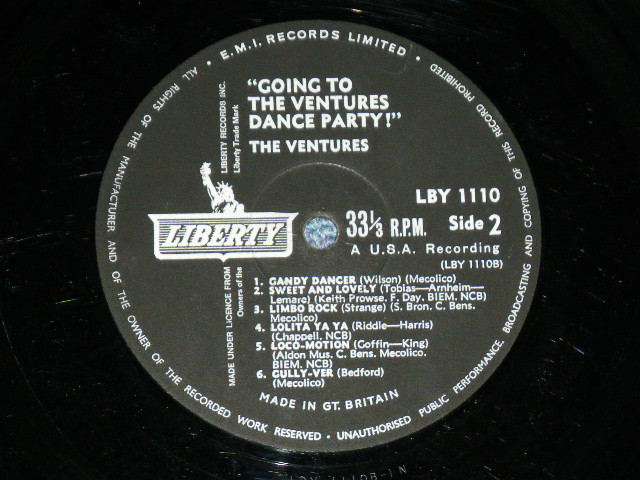 E.M.I. RECORDS LIMITED •
ALL RIGHTS OF THE MANUFACTURER AND OF THE OWNER OF THE RECORDED WORK RESERVED • UNAUTHORISED PUBLIC PERFORMANCE, BROADCASTING AND COPYING OF THIS RECORD PROHIBITED
"GOING TO
THE VENTURES
DANCE PARTY!"
THE VENTURES
LIBERTY RECORDS INC.
Liberty Trade Mark
MADE UNDER LICENCE FROM
Owners of the
LIBERTY
LBY 1110
33⅓ R.P.M. Side 2
A U.S.A. Recording
(LBY 1110B)
1. GANDY DANCER (Wilson) (Mecolico)
2. SWEET AND LOVELY (Tobias—Arnheim—
Lemare) (Keith Prowse. F. Day. BIEM. NCB)
3. LIMBO ROCK (Strange) (S. Bron. C. Bens.
Mecolico)
4. LOLITA YA YA (Riddle—Harris)
(Chappell. NCB)
5. LOCO-MOTION (Goffin—King)
(Aldon Mus. C. Bens. Mecolico.
BIEM. NCB)
6. GULLY-VER (Bedford)
(Mecolico)
MADE IN GT. BRITAIN